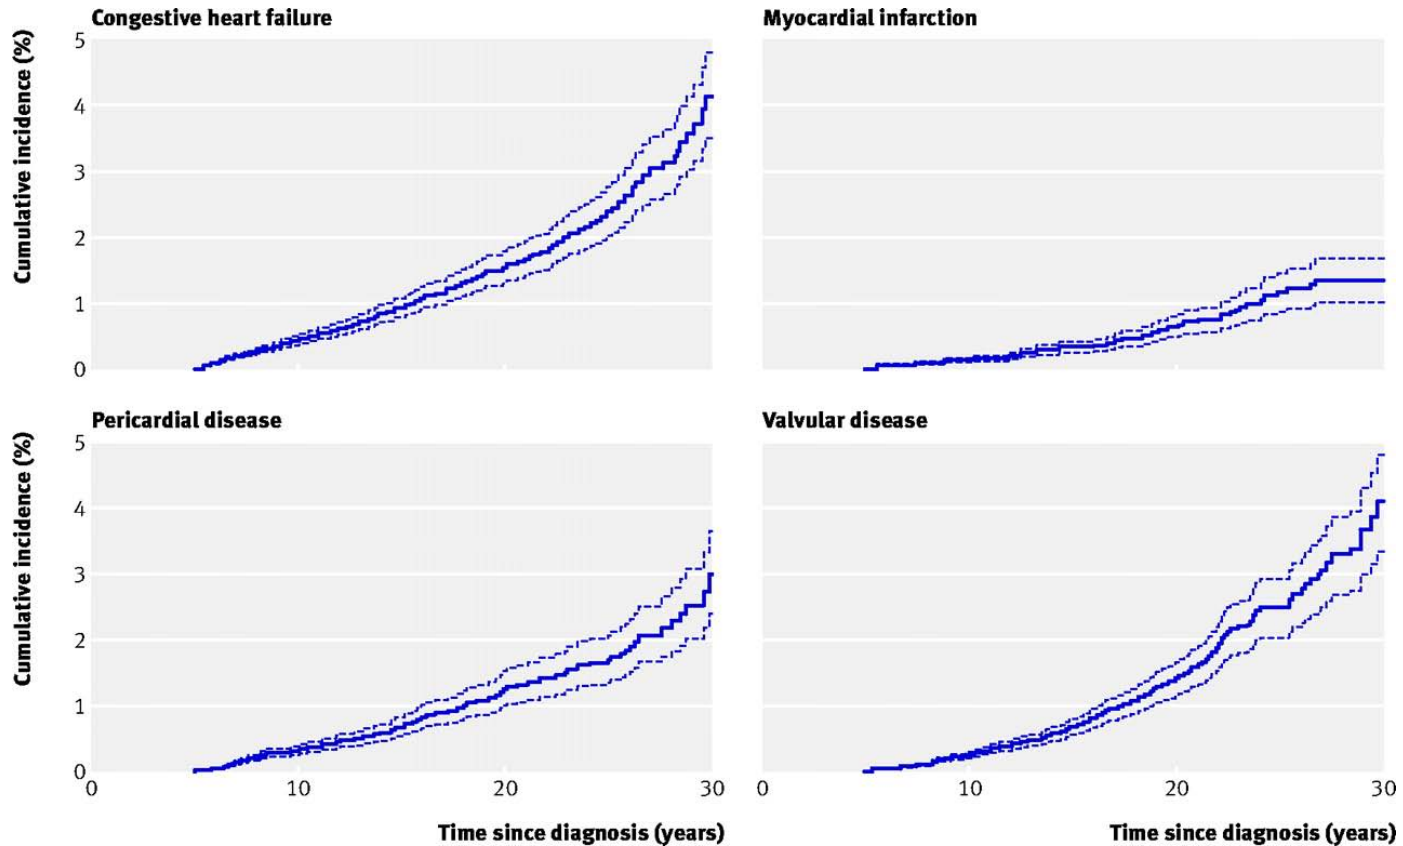 Congestive heart failure
Myocardial infarction
Cumulative incidence (%)
5
4
3
2
1
0
Pericardial disease
Valvular disease
Cumulative incidence (%)
5
4
3
2
1
0
0 10 20 30
0 10 20 30
Time since diagnosis (years)
Time since diagnosis (years)